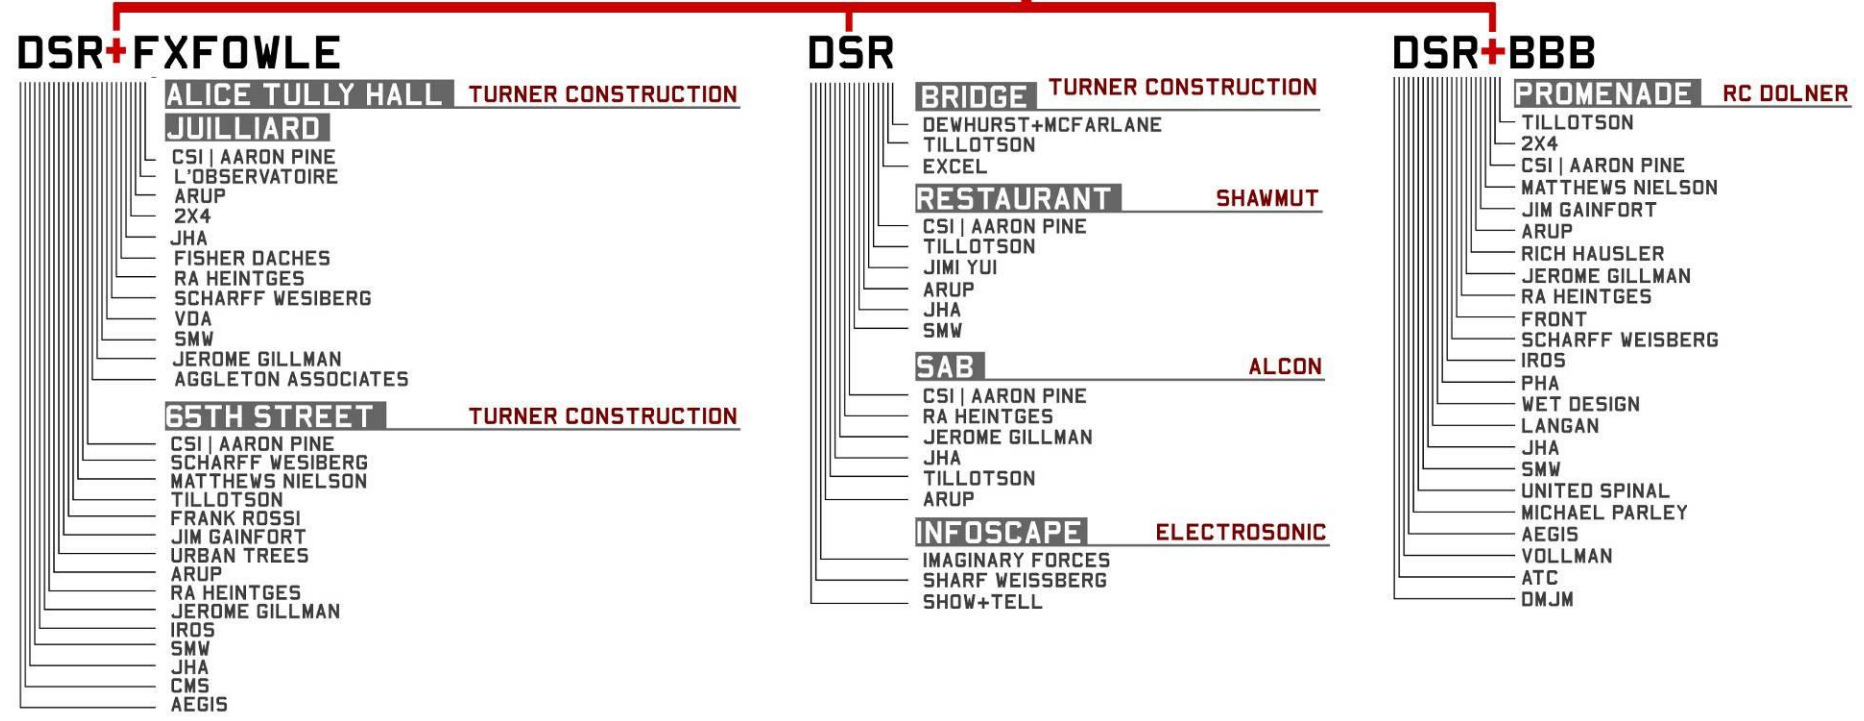 DSR+FXFOWLE
ALICE TULLY HALL TURNER CONSTRUCTION
JUILLIARD
CSI | AARON PINE
L'OBSERVATOIRE
ARUP
2X4
JHA
FISHER DACHES
RA HEINTGES
SCHARFF WESIBERG
VDA
SMW
JEROME GILLMAN
AGGLETON ASSOCIATES
65TH STREET TURNER CONSTRUCTION
CSI | AARON PINE
SCHARFF WESIBERG
MATTHEWS NIELSON
TILLOTSON
FRANK ROSSI
JIM GAINFORT
URBAN TREES
ARUP
RA HEINTGES
JEROME GILLMAN
IROS
SMW
JHA
CMS
AEGIS
DSR
BRIDGE TURNER CONSTRUCTION
DEWHURST+MCFARLANE
TILLOTSON
EXCEL
RESTAURANT SHAWMUT
CSI | AARON PINE
TILLOTSON
JIMI YUI
ARUP
JHA
SMW
SAB ALCON
CSI | AARON PINE
RA HEINTGES
JEROME GILLMAN
JHA
TILLOTSON
ARUP
INFOSCAPE ELECTROSONIC
IMAGINARY FORCES
SHARF WEISSBERG
SHOW+TELL
DSR+BBB
PROMENADE RC DOLNER
TILLOTSON
2X4
CSI | AARON PINE
MATTHEWS NIELSON
JIM GAINFORT
ARUP
RICH HAUSLER
JEROME GILLMAN
RA HEINTGES
FRONT
SCHARFF WEISBERG
IROS
PHA
WET DESIGN
LANGAN
JHA
SMW
UNITED SPINAL
MICHAEL PARLEY
AEGIS
VOLLMAN
ATC
DMJM